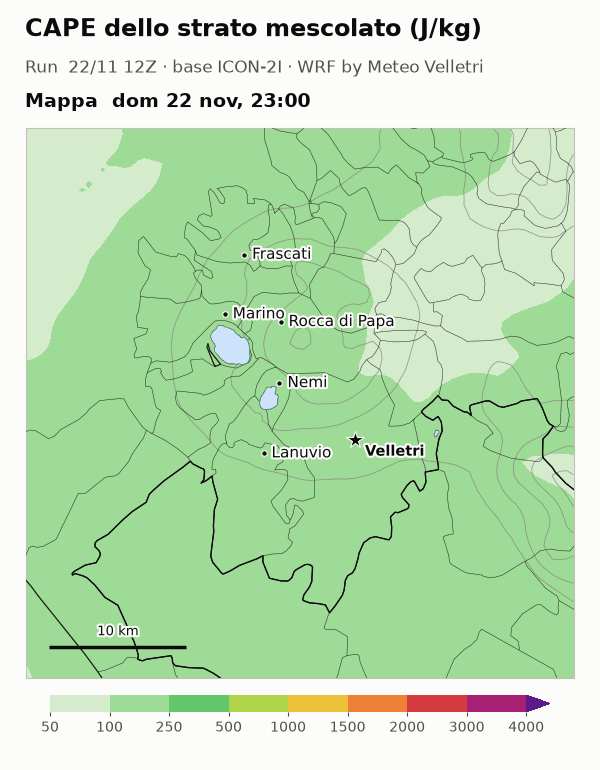 CAPE dello strato mescolato (J/kg)
Run 22/11 12Z · base ICON-2I · WRF by Meteo Velletri
Mappa dom 22 nov, 23:00
Frascati
Marino
Rocca di Papa
Nemi
Velletri
Lanuvio
10 km
50 100 250 500 1000 1500 2000 3000 4000